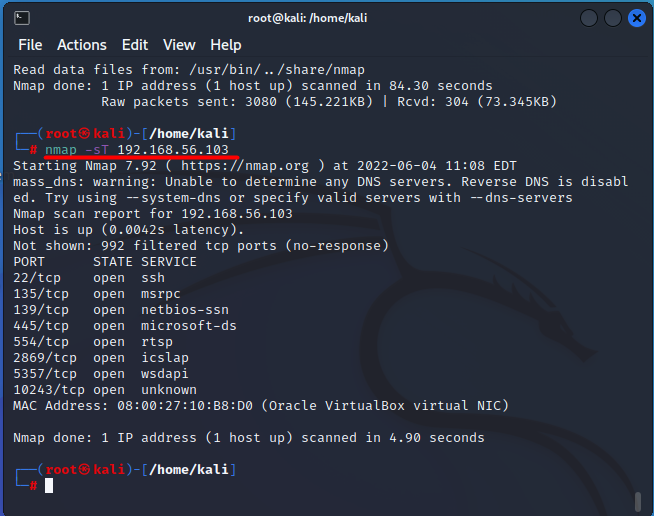 root@kali: /home/kali
File Actions Edit View Help
Read data files from: /usr/bin/../share/nmap
Nmap done: 1 IP address (1 host up) scanned in 84.30 seconds
Raw packets sent: 3080 (145.221KB) | Rcvd: 304 (73.345KB)
┌──(root㉿kali)-[/home/kali]
└─# nmap -sT 192.168.56.103
Starting Nmap 7.92 ( https://nmap.org ) at 2022-06-04 11:08 EDT
mass_dns: warning: Unable to determine any DNS servers. Reverse DNS is disabl
ed. Try using --system-dns or specify valid servers with --dns-servers
Nmap scan report for 192.168.56.103
Host is up (0.0042s latency).
Not shown: 992 filtered tcp ports (no-response)
PORT STATE SERVICE
22/tcp open ssh
135/tcp open msrpc
139/tcp open netbios-ssn
445/tcp open microsoft-ds
554/tcp open rtsp
2869/tcp open icslap
5357/tcp open wsdapi
10243/tcp open unknown
MAC Address: 08:00:27:10:B8:D0 (Oracle VirtualBox virtual NIC)
Nmap done: 1 IP address (1 host up) scanned in 4.90 seconds
┌──(root㉿kali)-[/home/kali]
└─#